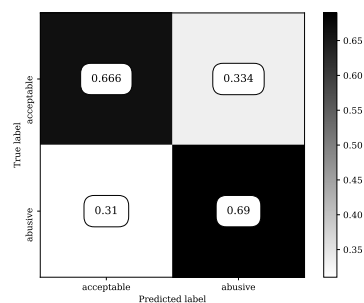 acceptable
abusive
True label
0.666
0.334
0.31
0.69
acceptable
abusive
Predicted label
0.65
0.60
0.55
0.50
0.45
0.40
0.35